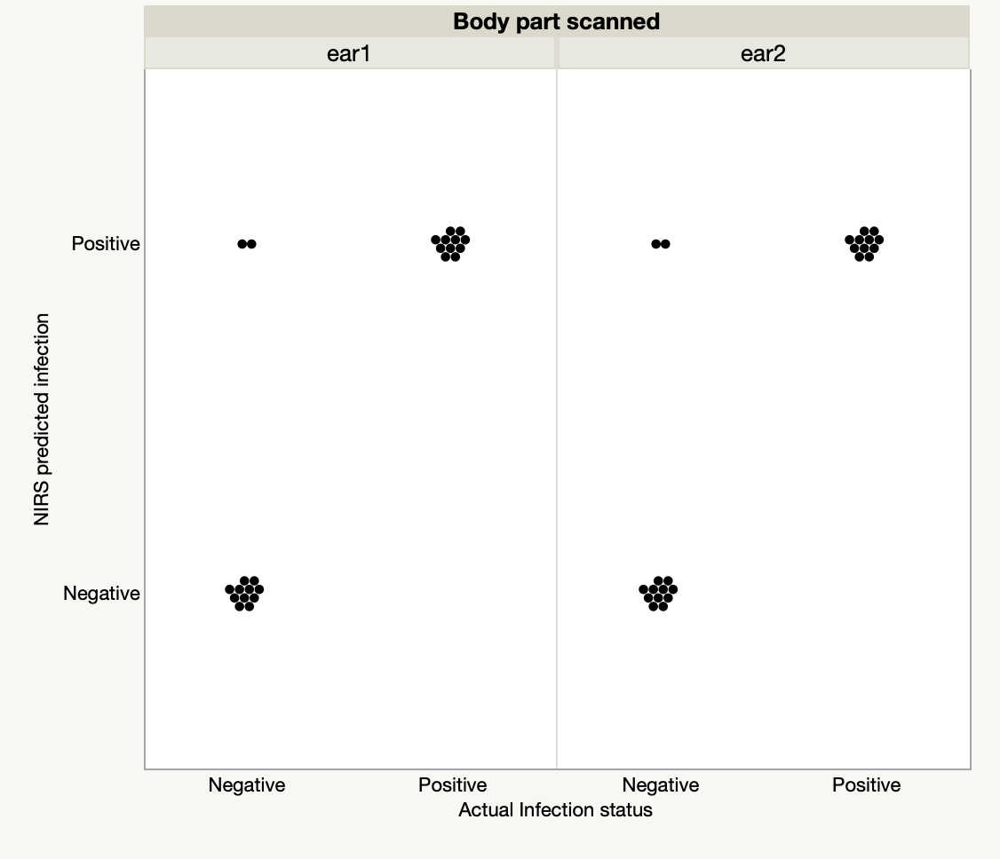 Body part scanned
ear1 ear2
Positive
NIRS predicted infection
Negative
Negative Positive Negative Positive
Actual Infection status